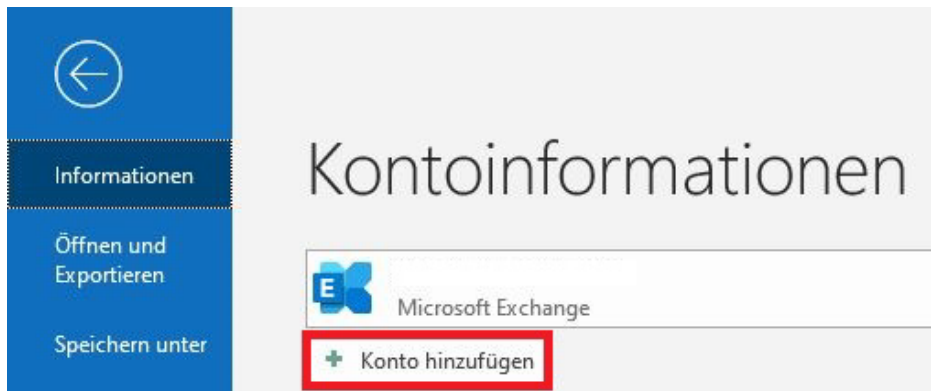 Informationen
Öffnen und
Exportieren
Speichern unter
Kontoinformationen
E
Microsoft Exchange
+ Konto hinzufügen